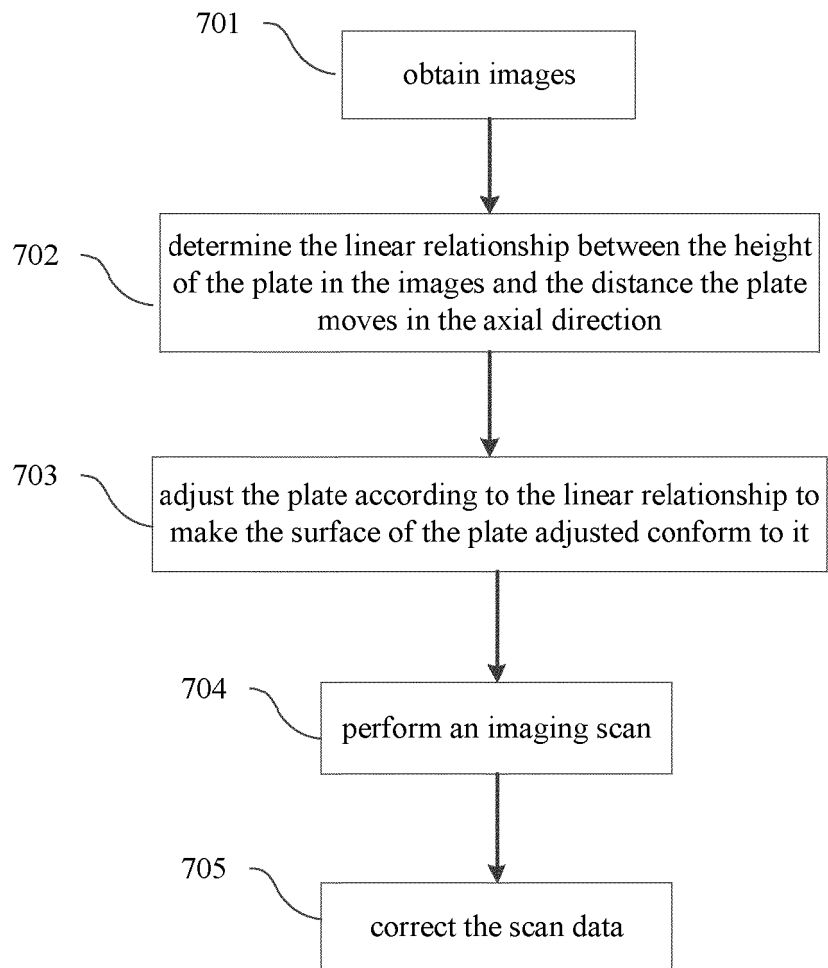 701
obtain images
702
determine the linear relationship between the height
of the plate in the images and the distance the plate
moves in the axial direction
703
adjust the plate according to the linear relationship to
make the surface of the plate adjusted conform to it
704
perform an imaging scan
705
correct the scan data